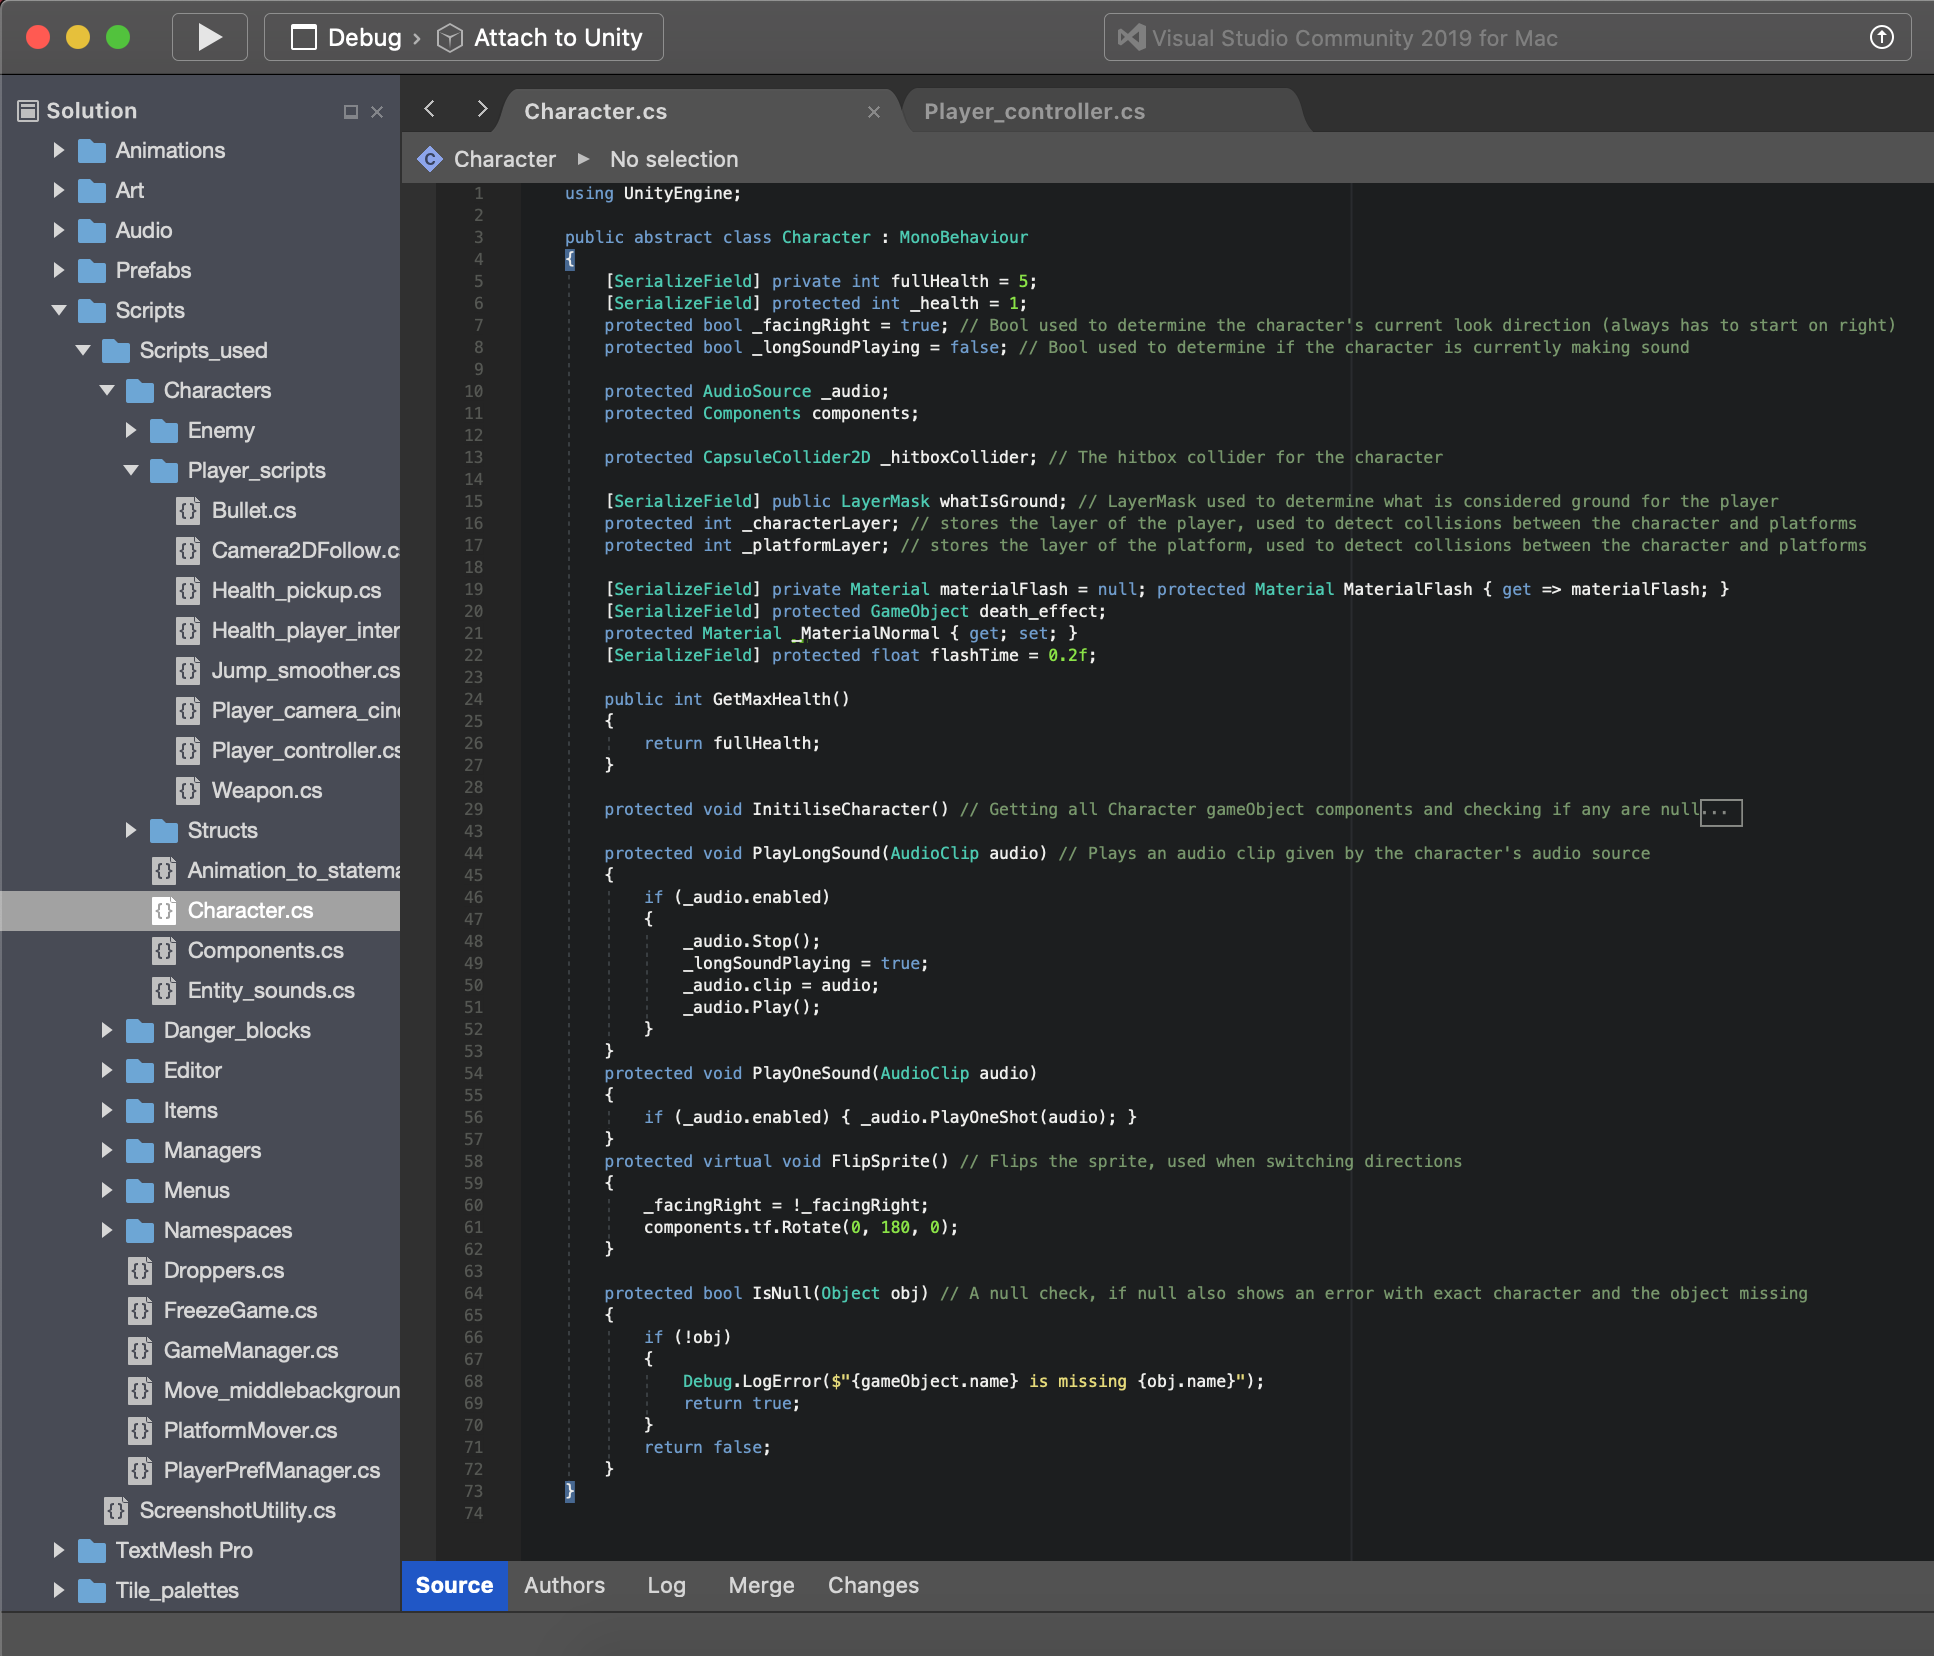 Debug › Attach to Unity
Visual Studio Community 2019 for Mac
Solution
Animations
Art
Audio
Prefabs
Scripts
Scripts_used
Characters
Enemy
Player_scripts
Bullet.cs
Camera2DFollow.c
Health_pickup.cs
Health_player_inter
Jump_smoother.cs
Player_camera_cine
Player_controller.cs
Weapon.cs
Structs
Animation_to_statema
Character.cs
Components.cs
Entity_sounds.cs
Danger_blocks
Editor
Items
Managers
Menus
Namespaces
Droppers.cs
FreezeGame.cs
GameManager.cs
Move_middlebackgroun
PlatformMover.cs
PlayerPrefManager.cs
ScreenshotUtility.cs
TextMesh Pro
Tile_palettes
Character.cs
Player_controller.cs
Character No selection
1 using UnityEngine;
2
3 public abstract class Character : MonoBehaviour
4 {
5 [SerializeField] private int fullHealth = 5;
6 [SerializeField] protected int _health = 1;
7 protected bool _facingRight = true; // Bool used to determine the character's current look direction (always has to start on right)
8 protected bool _longSoundPlaying = false; // Bool used to determine if the character is currently making sound
9
10 protected AudioSource _audio;
11 protected Components components;
12
13 protected CapsuleCollider2D _hitboxCollider; // The hitbox collider for the character
14
15 [SerializeField] public LayerMask whatIsGround; // LayerMask used to determine what is considered ground for the player
16 protected int _characterLayer; // stores the layer of the player, used to detect collisions between the character and platforms
17 protected int _platformLayer; // stores the layer of the platform, used to detect collisions between the character and platforms
18
19 [SerializeField] private Material materialFlash = null; protected Material MaterialFlash { get => materialFlash; }
20 [SerializeField] protected GameObject death_effect;
21 protected Material _MaterialNormal { get; set; }
22 [SerializeField] protected float flashTime = 0.2f;
23
24 public int GetMaxHealth()
25 {
26 return fullHealth;
27 }
28
29 protected void InitiliseCharacter() // Getting all Character gameObject components and checking if any are null...
43
44 protected void PlayLongSound(AudioClip audio) // Plays an audio clip given by the character's audio source
45 {
46 if (_audio.enabled)
47 {
48 _audio.Stop();
49 _longSoundPlaying = true;
50 _audio.clip = audio;
51 _audio.Play();
52 }
53 }
54 protected void PlayOneSound(AudioClip audio)
55 {
56 if (_audio.enabled) { _audio.PlayOneShot(audio); }
57 }
58 protected virtual void FlipSprite() // Flips the sprite, used when switching directions
59 {
60 _facingRight = !_facingRight;
61 components.tf.Rotate(0, 180, 0);
62 }
63
64 protected bool IsNull(Object obj) // A null check, if null also shows an error with exact character and the object missing
65 {
66 if (!obj)
67 {
68 Debug.LogError($"{gameObject.name} is missing {obj.name}");
69 return true;
70 }
71 return false;
72 }
73 }
74
Source Authors Log Merge Changes